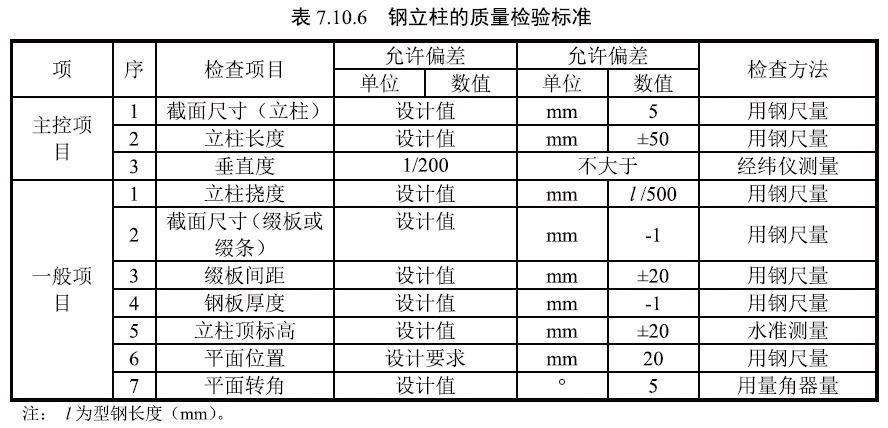 表 7.10.6 钢立柱的质量检验标准
项 序 检查项目 允许偏差 允许偏差 检查方法
单位 数值 单位 数值
主控项目 1 截面尺寸（立柱） 设计值 mm 5 用钢尺量
2 立柱长度 设计值 mm ±50 用钢尺量
3 垂直度 1/200 不大于 经纬仪测量
一般项目 1 立柱挠度 设计值 mm l/500 用钢尺量
2 截面尺寸（缀板或缀条） 设计值 mm -1 用钢尺量
3 缀板间距 设计值 mm ±20 用钢尺量
4 钢板厚度 设计值 mm -1 用钢尺量
5 立柱顶标高 设计值 mm ±20 水准测量
6 平面位置 设计要求 mm 20 用钢尺量
7 平面转角 设计值 ° 5 用量角器量
注： l 为型钢长度（mm）。